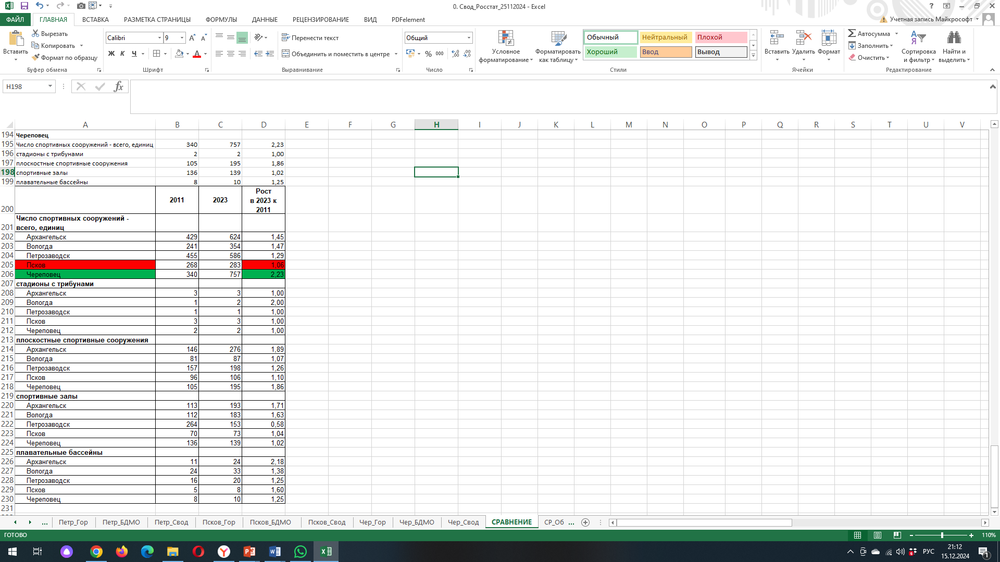 0. Свод_Росстат_25112024 - Excel
ФАЙЛ ГЛАВНАЯ ВСТАВКА РАЗМЕТКА СТРАНИЦЫ ФОРМУЛЫ ДАННЫЕ РЕЦЕНЗИРОВАНИЕ ВИД PDFelement Учетная запись Майкрософт
Вставить
Вырезать
Копировать
Формат по образцу
Буфер обмена
Calibri 9
Ж К Ч
Шрифт
Перенести текст
Объединить и поместить в центре
Выравнивание
Общий
% 000
Число
Условное форматирование
Форматировать как таблицу
Обычный Нейтральный Плохой
Хороший Ввод Вывод
Стили
Вставить Удалить Формат
Ячейки
Автосумма
Заполнить
Очистить
Сортировка и фильтр
Найти и выделить
Редактирование
H198
A B C D E F G H I J K L M N O P Q R S T U V
194 Череповец
195 Число спортивных сооружений - всего, единиц 340 757 2,23
196 стадионы с трибунами 2 2 1,00
197 плоскостные спортивные сооружения 105 195 1,86
198 спортивные залы 136 139 1,02
199 плавательные бассейны 8 10 1,25
200 2011 2023 Рост в 2023 к 2011
201 Число спортивных сооружений - всего, единиц
202 Архангельск 429 624 1,45
203 Вологда 241 354 1,47
204 Петрозаводск 455 586 1,29
205 Псков 268 283 1,06
206 Череповец 340 757 2,23
207 стадионы с трибунами
208 Архангельск 3 3 1,00
209 Вологда 1 2 2,00
210 Петрозаводск 1 1 1,00
211 Псков 3 3 1,00
212 Череповец 2 2 1,00
213 плоскостные спортивные сооружения
214 Архангельск 146 276 1,89
215 Вологда 81 87 1,07
216 Петрозаводск 157 198 1,26
217 Псков 96 106 1,10
218 Череповец 105 195 1,86
219 спортивные залы
220 Архангельск 113 193 1,71
221 Вологда 112 183 1,63
222 Петрозаводск 264 153 0,58
223 Псков 70 73 1,04
224 Череповец 136 139 1,02
225 плавательные бассейны
226 Архангельск 11 24 2,18
227 Вологда 24 33 1,38
228 Петрозаводск 16 20 1,25
229 Псков 5 8 1,60
230 Череповец 8 10 1,25
231
... Петр_Гор Петр_БДМО Петр_Свод Псков_Гор Псков_БДМО Псков_Свод Чер_Гор Чер_БДМО Чер_Свод СРАВНЕНИЕ СР_Об ...
ГОТОВО 110%
РУС 21:12
15.12.2024